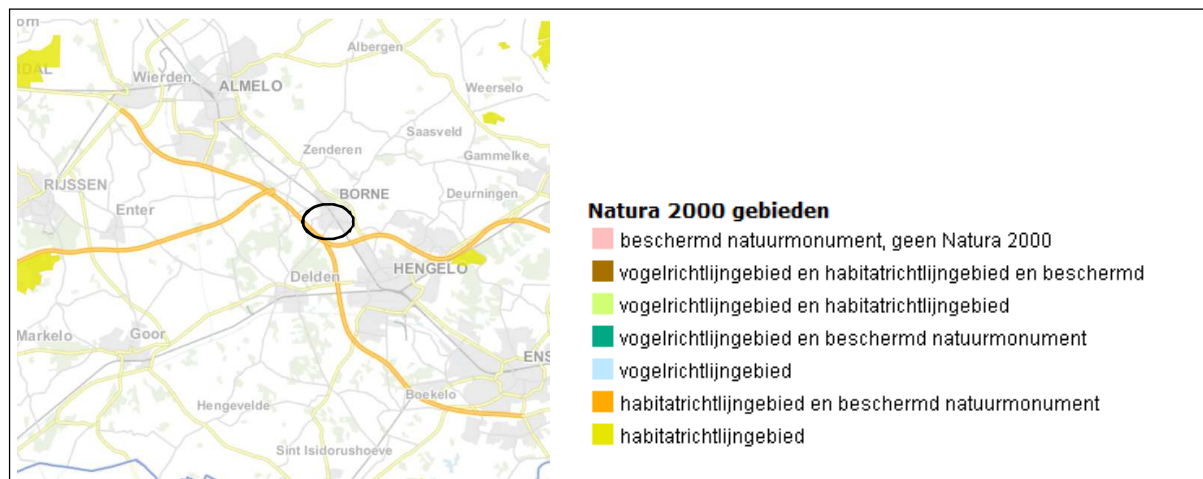 Albergen
Wierden
ALMELO
Weerselo
Saasveld
Zenderen
Gammelke
RIJSSEN
BORNE
Deurningen
Enter
HENGELO
Delden
Markelo
Goor
ENS
Boekelo
Hengevelde
Sint Isidorushoeve
Natura 2000 gebieden
beschermd natuurmonument, geen Natura 2000
vogelrichtlijngebied en habitatrichtlijngebied en beschermd
vogelrichtlijngebied en habitatrichtlijngebied
vogelrichtlijngebied en beschermd natuurmonument
vogelrichtlijngebied
habitatrichtlijngebied en beschermd natuurmonument
habitatrichtlijngebied